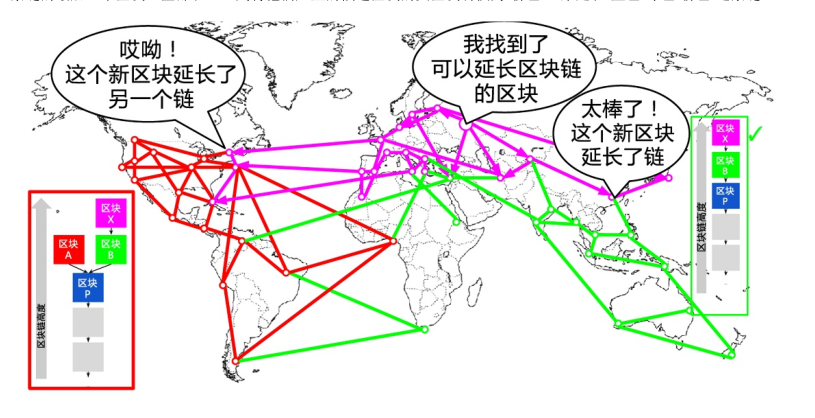 哎呦！
这个新区块延长了
另一个链
我找到了
可以延长区块链
的区块
太棒了！
这个新区块
延长了链
区块
X
区块
B
区块
P
区块链高度
区块
X
区块
A
区块
B
区块
P
区块链高度